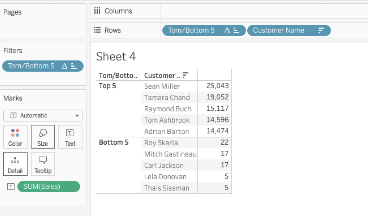 Pages
Columns
Rows
Tom/Bottom 5
Customer Name
Filters
Tom/Bottom 5
Sheet 4
Marks
Automatic
Color
Size
Text
Detail
Tooltip
SUM(Sales)
Tom/Botto.. Customer ..
Top 5 Sean Miller 25,043
Tamara Chand 19,052
Raymond Buch 15,117
Tom Ashbrook 14,596
Adrian Barton 14,474
Bottom 5 Roy Skaria 22
Mitch Gastineau 17
Carl Jackson 17
Lela Donovan 5
Thais Sissman 5